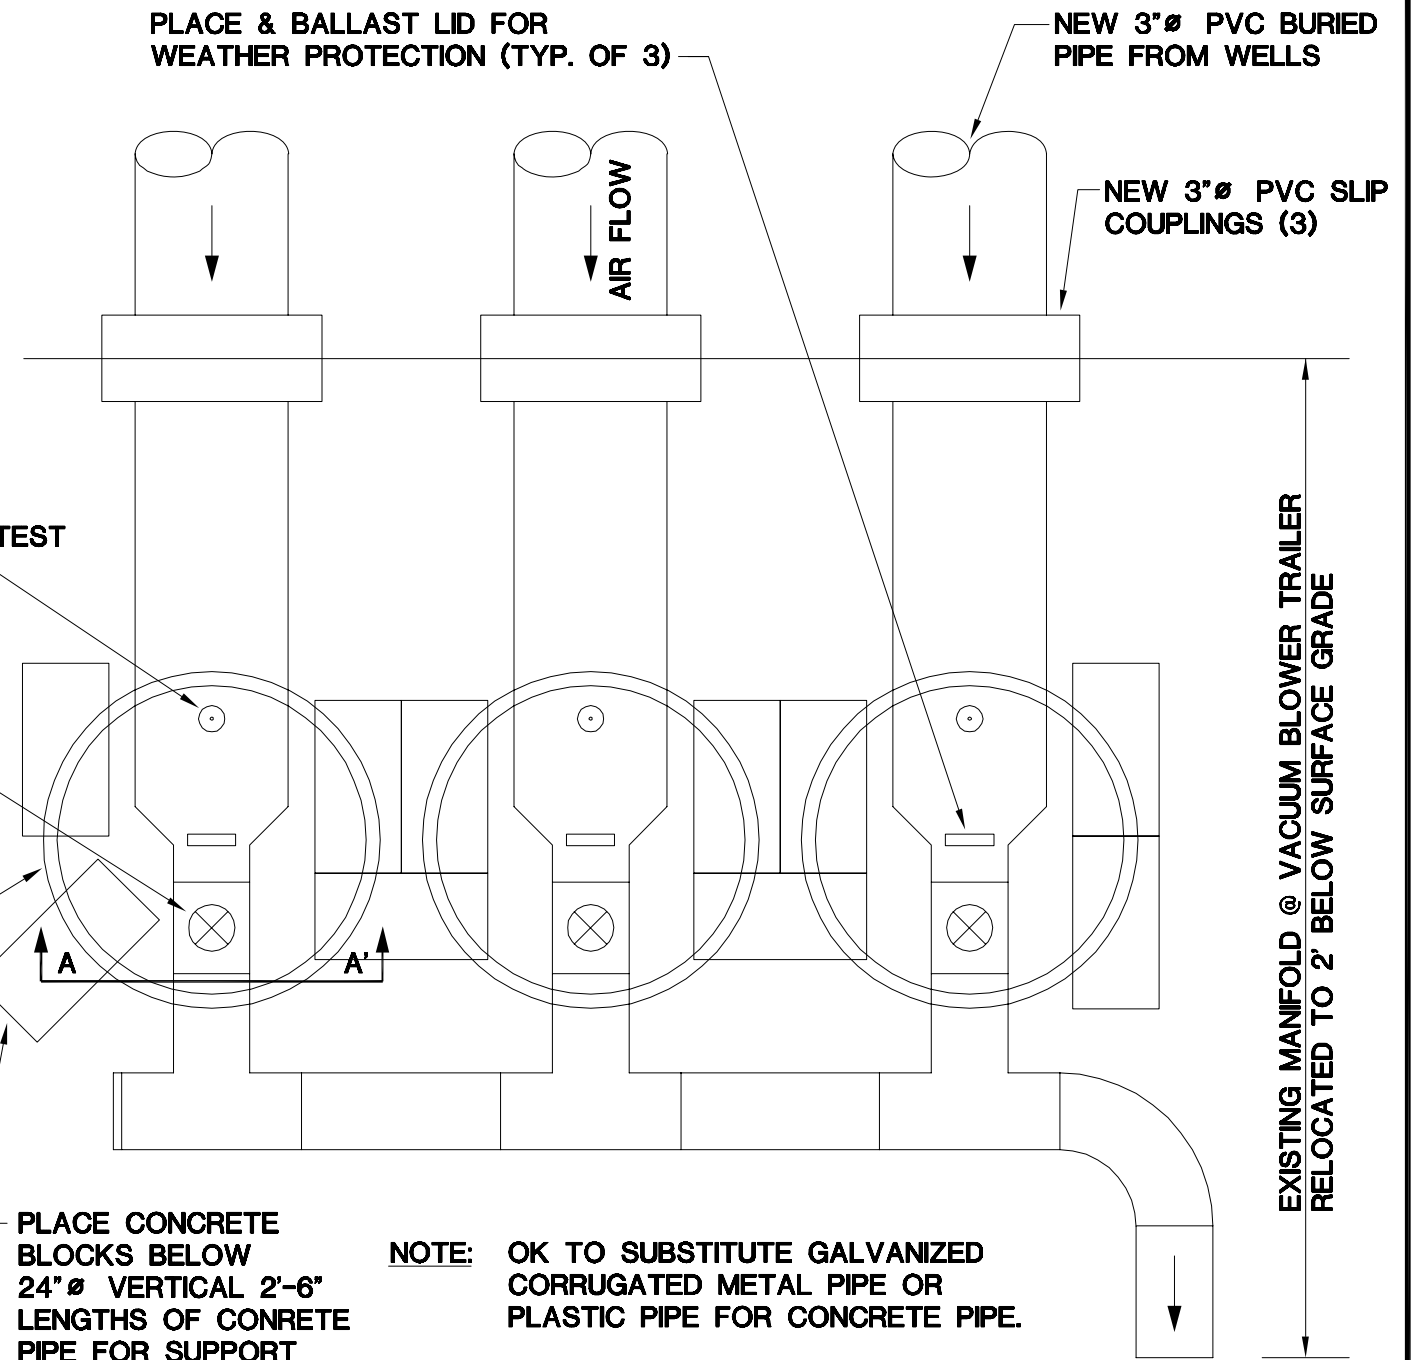 PLACE & BALLAST LID FOR
WEATHER PROTECTION (TYP. OF 3)
NEW 3"ø PVC BURIED
PIPE FROM WELLS
NEW 3"ø PVC SLIP
COUPLINGS (3)
AIR FLOW
TEST
A
A'
EXISTING MANIFOLD @ VACUUM BLOWER TRAILER
RELOCATED TO 2' BELOW SURFACE GRADE
PLACE CONCRETE
BLOCKS BELOW
24"ø VERTICAL 2'-6"
LENGTHS OF CONRETE
PIPE FOR SUPPORT
NOTE: OK TO SUBSTITUTE GALVANIZED
CORRUGATED METAL PIPE OR
PLASTIC PIPE FOR CONCRETE PIPE.